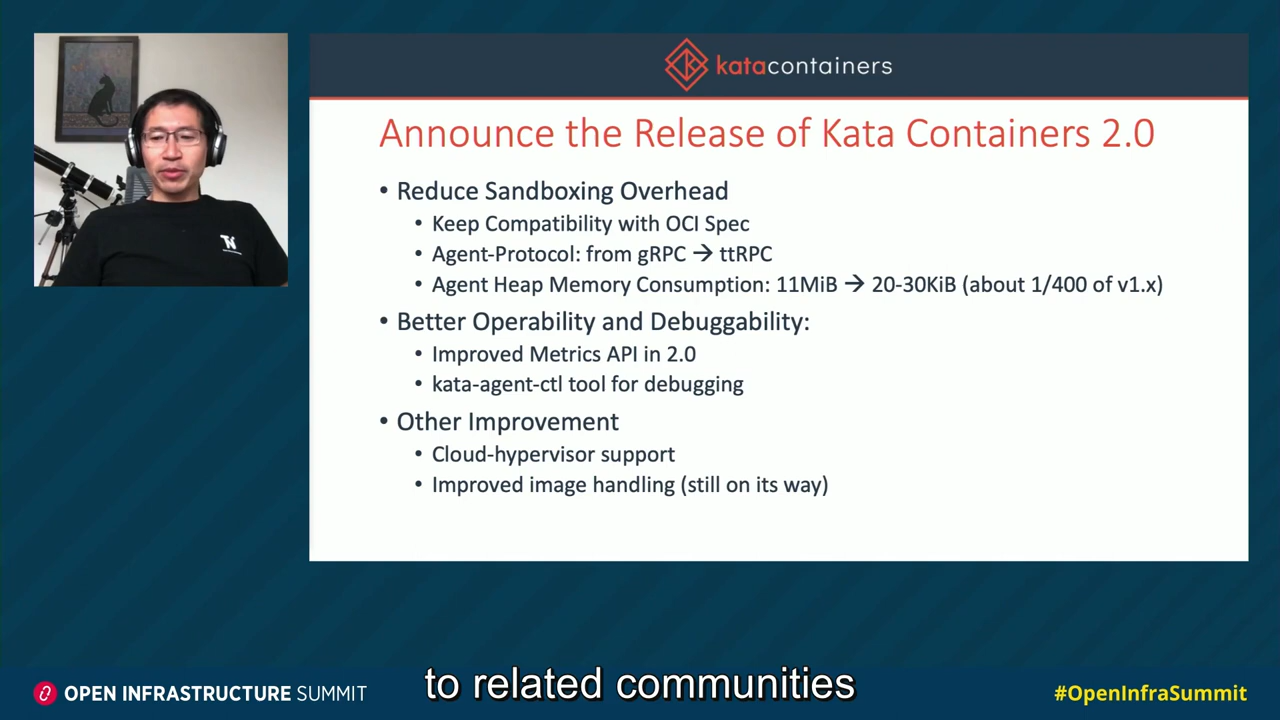 katacontainers
Announce the Release of Kata Containers 2.0
• Reduce Sandboxing Overhead
• Keep Compatibility with OCI Spec
• Agent-Protocol: from gRPC → ttRPC
• Agent Heap Memory Consumption: 11MiB → 20-30KiB (about 1/400 of v1.x)
• Better Operability and Debuggability:
• Improved Metrics API in 2.0
• kata-agent-ctl tool for debugging
• Other Improvement
• Cloud-hypervisor support
• Improved image handling (still on its way)
to related communities
OPEN INFRASTRUCTURE SUMMIT
#OpenInfraSummit